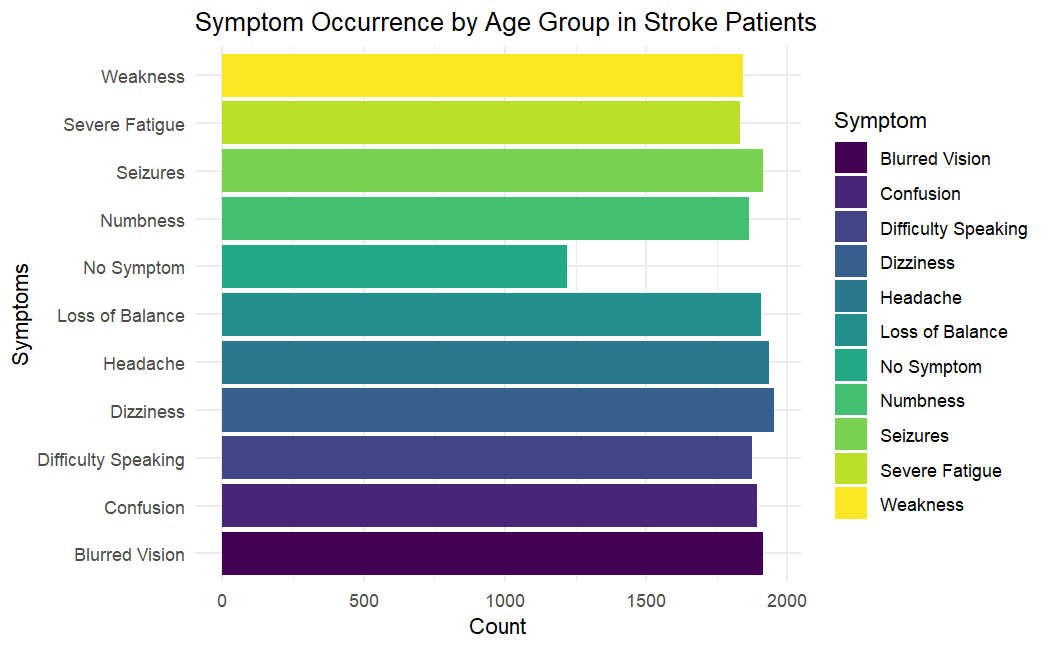 Symptom Occurrence by Age Group in Stroke Patients
Symptoms
Weakness
Severe Fatigue
Seizures
Numbness
No Symptom
Loss of Balance
Headache
Dizziness
Difficulty Speaking
Confusion
Blurred Vision
0 500 1000 1500 2000
Count
Symptom
Blurred Vision
Confusion
Difficulty Speaking
Dizziness
Headache
Loss of Balance
No Symptom
Numbness
Seizures
Severe Fatigue
Weakness